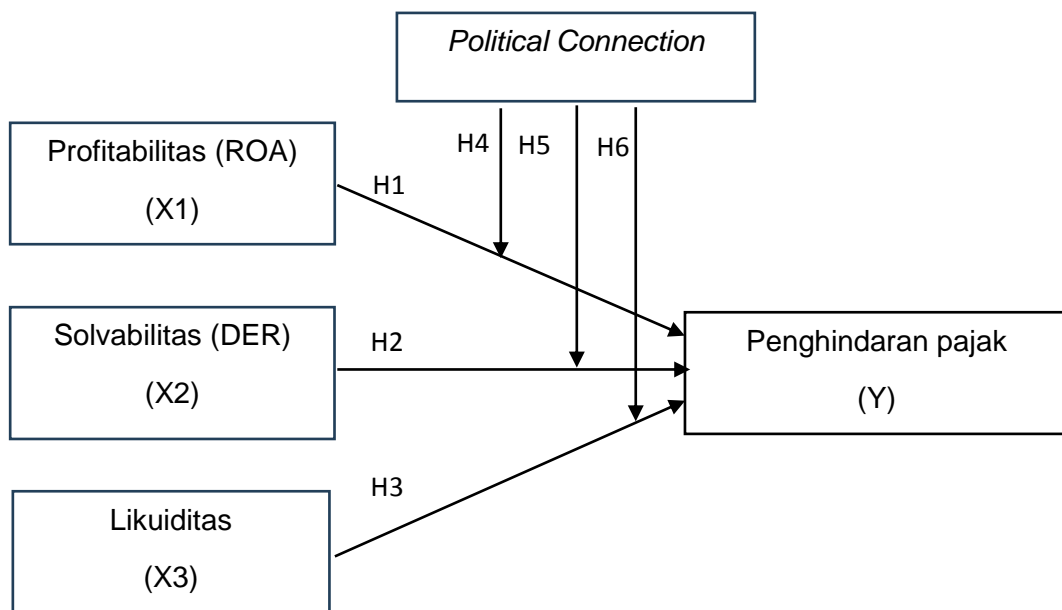 Political Connection
H4
H5
H6
Profitabilitas (ROA)
(X1)
H1
Solvabilitas (DER)
(X2)
H2
Penghindaran pajak
(Y)
H3
Likuiditas
(X3)